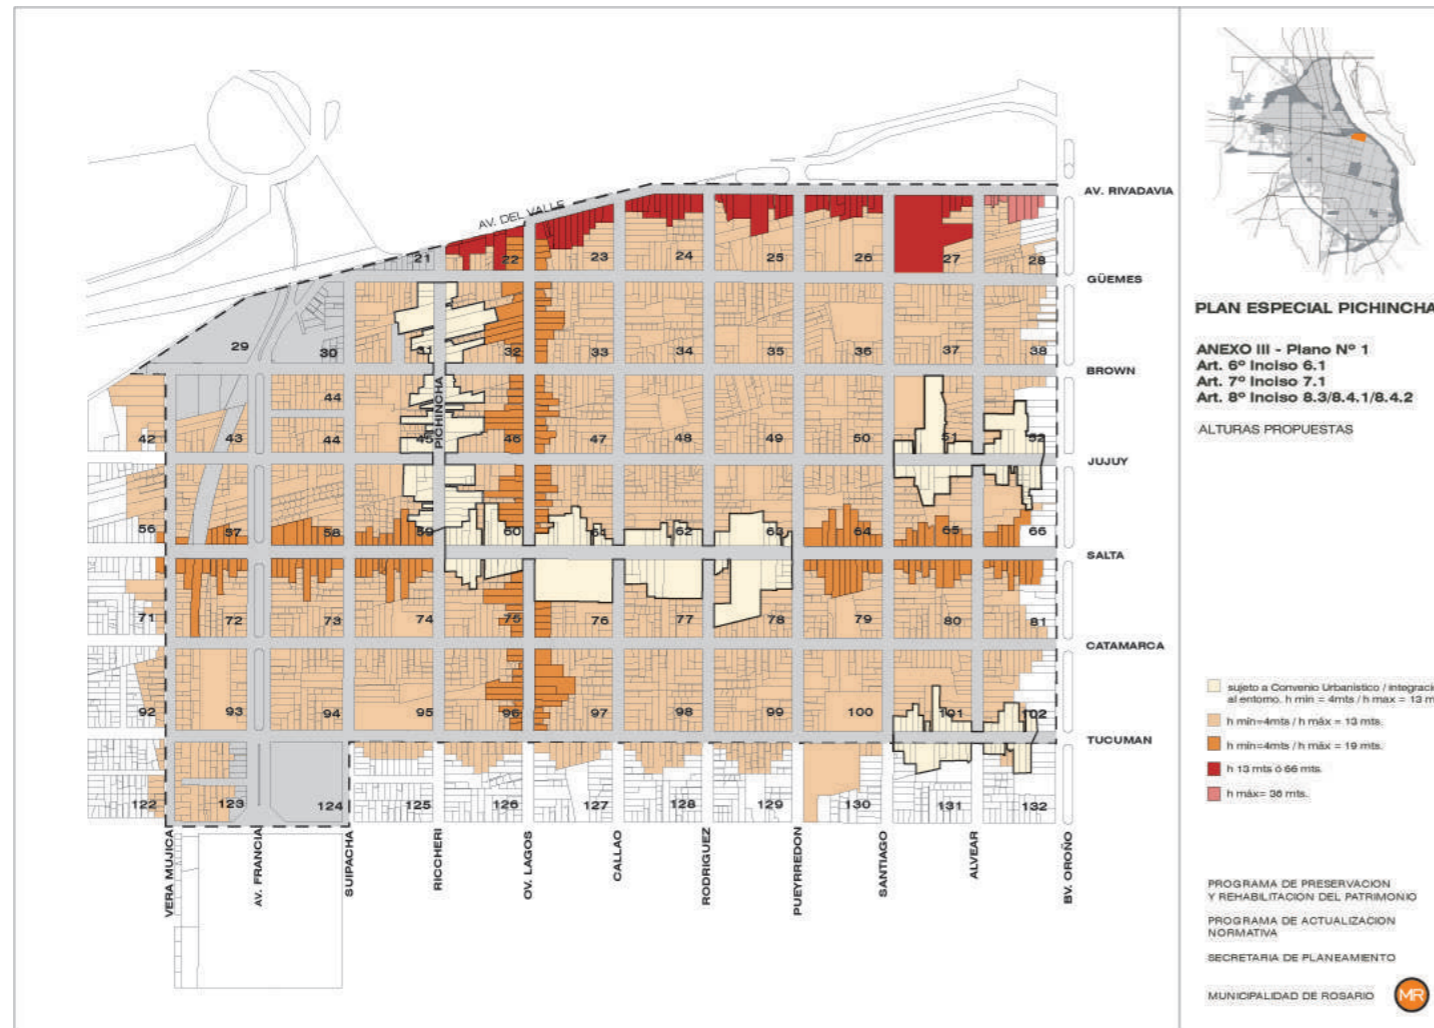 AV. RIVADAVIA
AV. DEL VALLE
21
22
23
24
25
26
27
28
GÜEMES
29
30
31
32
33
34
35
36
37
38
BROWN
PICHINCHA
42
43
44
44
45
46
47
48
49
50
51
52
JUJUY
56
57
58
59
60
61
62
63
64
65
66
SALTA
71
72
73
74
75
76
77
78
79
80
81
CATAMARCA
92
93
94
95
96
97
98
99
100
101
102
TUCUMAN
122
123
124
125
126
127
128
129
130
131
132
VERA MUJICA
AV. FRANCIA
SUIPACHA
RICCHERI
OV. LAGOS
CALLAO
RODRIGUEZ
PUEYRREDON
SANTIAGO
ALVEAR
BV. OROÑO
PLAN ESPECIAL PICHINCHA
ANEXO III - Plano Nº 1
Art. 6º Inciso 6.1
Art. 7º Inciso 7.1
Art. 8º Inciso 8.3/8.4.1/8.4.2
ALTURAS PROPUESTAS
sujeto a Convenio Urbanístico / integració
al entorno. h mín = 4mts / h max = 13 m
h mín=4mts / h máx = 13 mts.
h mín=4mts / h máx = 19 mts.
h 13 mts ó 66 mts.
h máx= 36 mts.
PROGRAMA DE PRESERVACION
Y REHABILITACION DEL PATRIMONIO
PROGRAMA DE ACTUALIZACION
NORMATIVA
SECRETARIA DE PLANEAMIENTO
MUNICIPALIDAD DE ROSARIO
MR